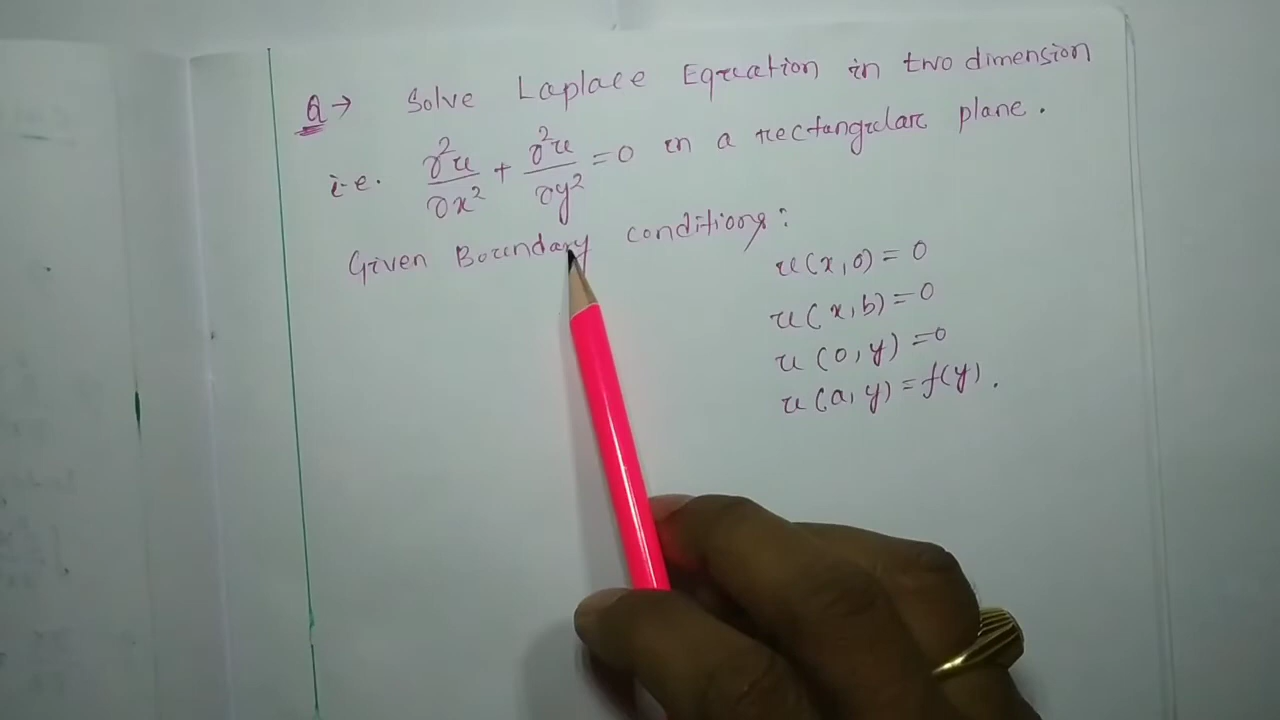 Q→ Solve Laplace Equation in two dimension
i.e. ∂²u/∂x² + ∂²u/∂y² = 0 in a rectangular plane.
Given Boundary conditions:
u(x,0) = 0
u(x,b) = 0
u(0,y) = 0
u(a,y) = f(y).